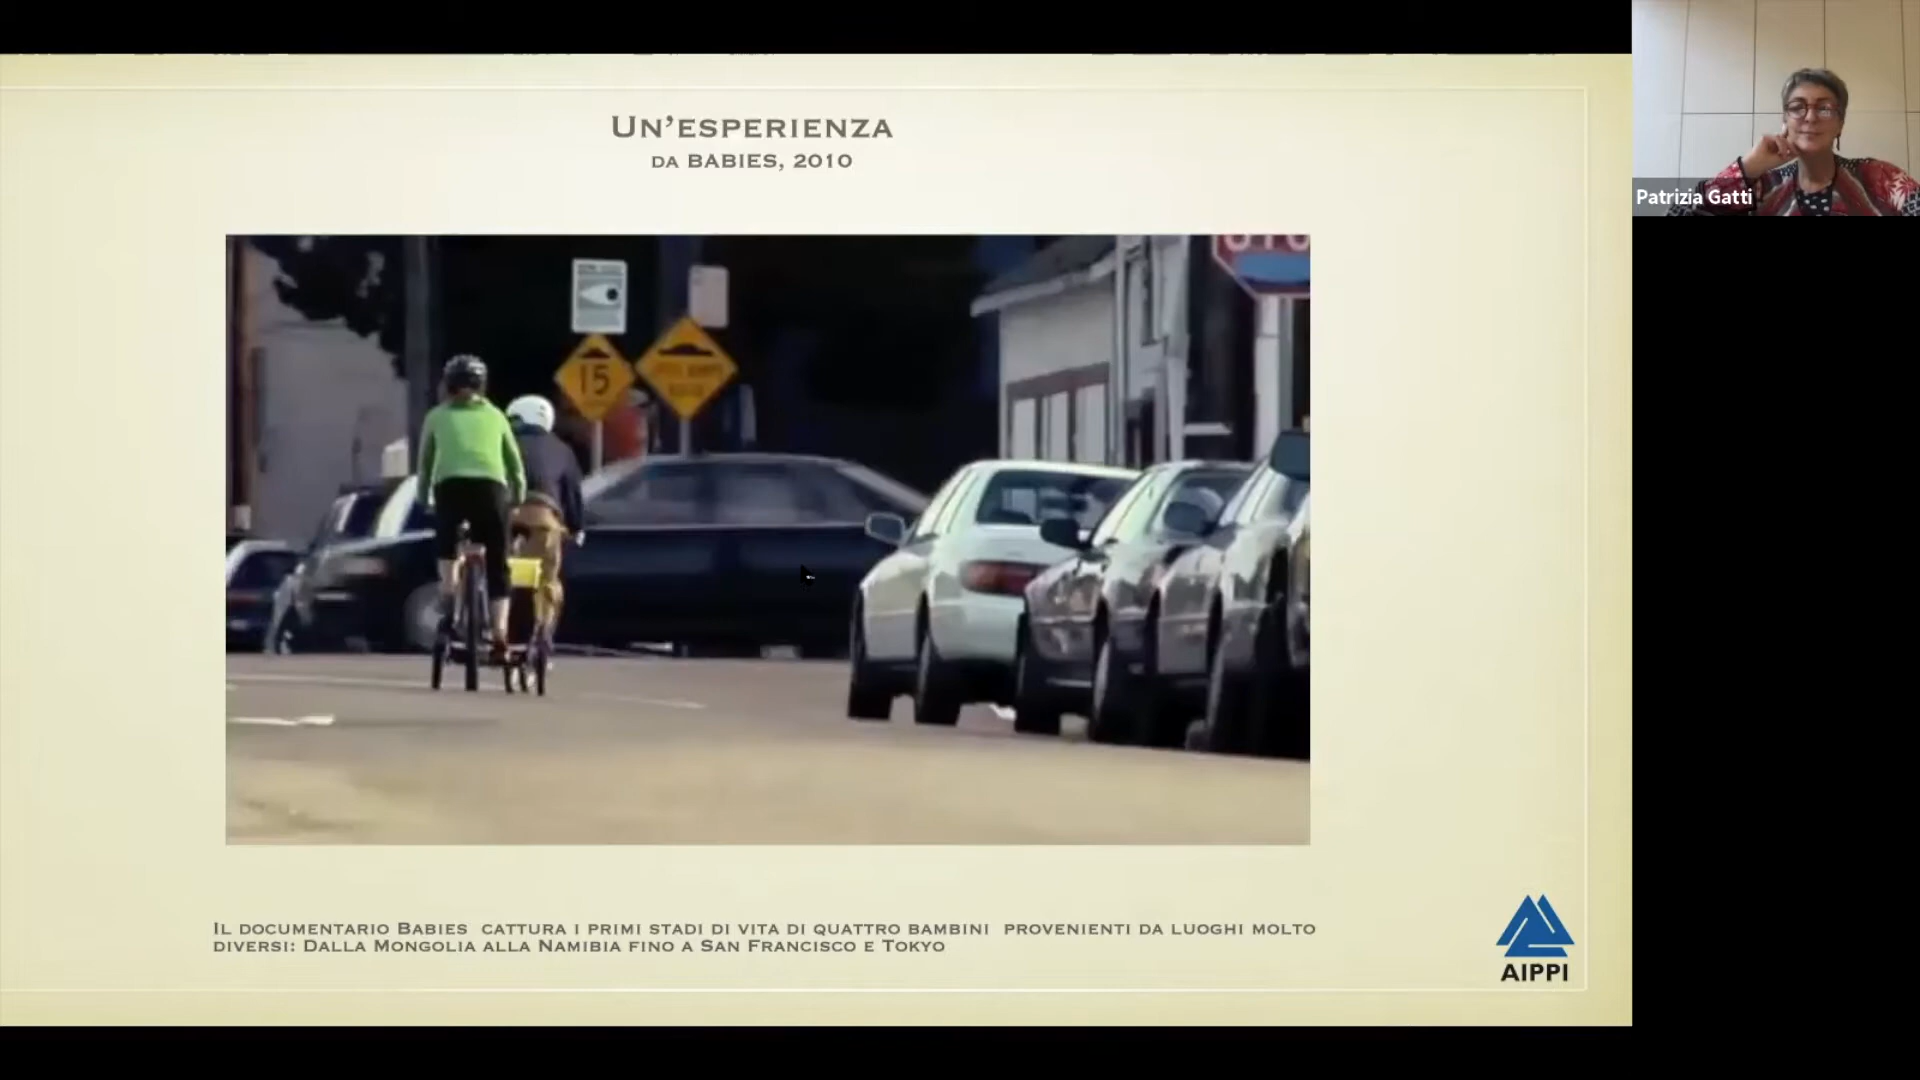 Un'esperienza
da BABIES, 2010
Patrizia Gatti
15
Il documentario Babies cattura i primi stadi di vita di quattro bambini provenienti da luoghi molto
diversi: Dalla Mongolia alla Namibia fino a San Francisco e Tokyo
AIPPI